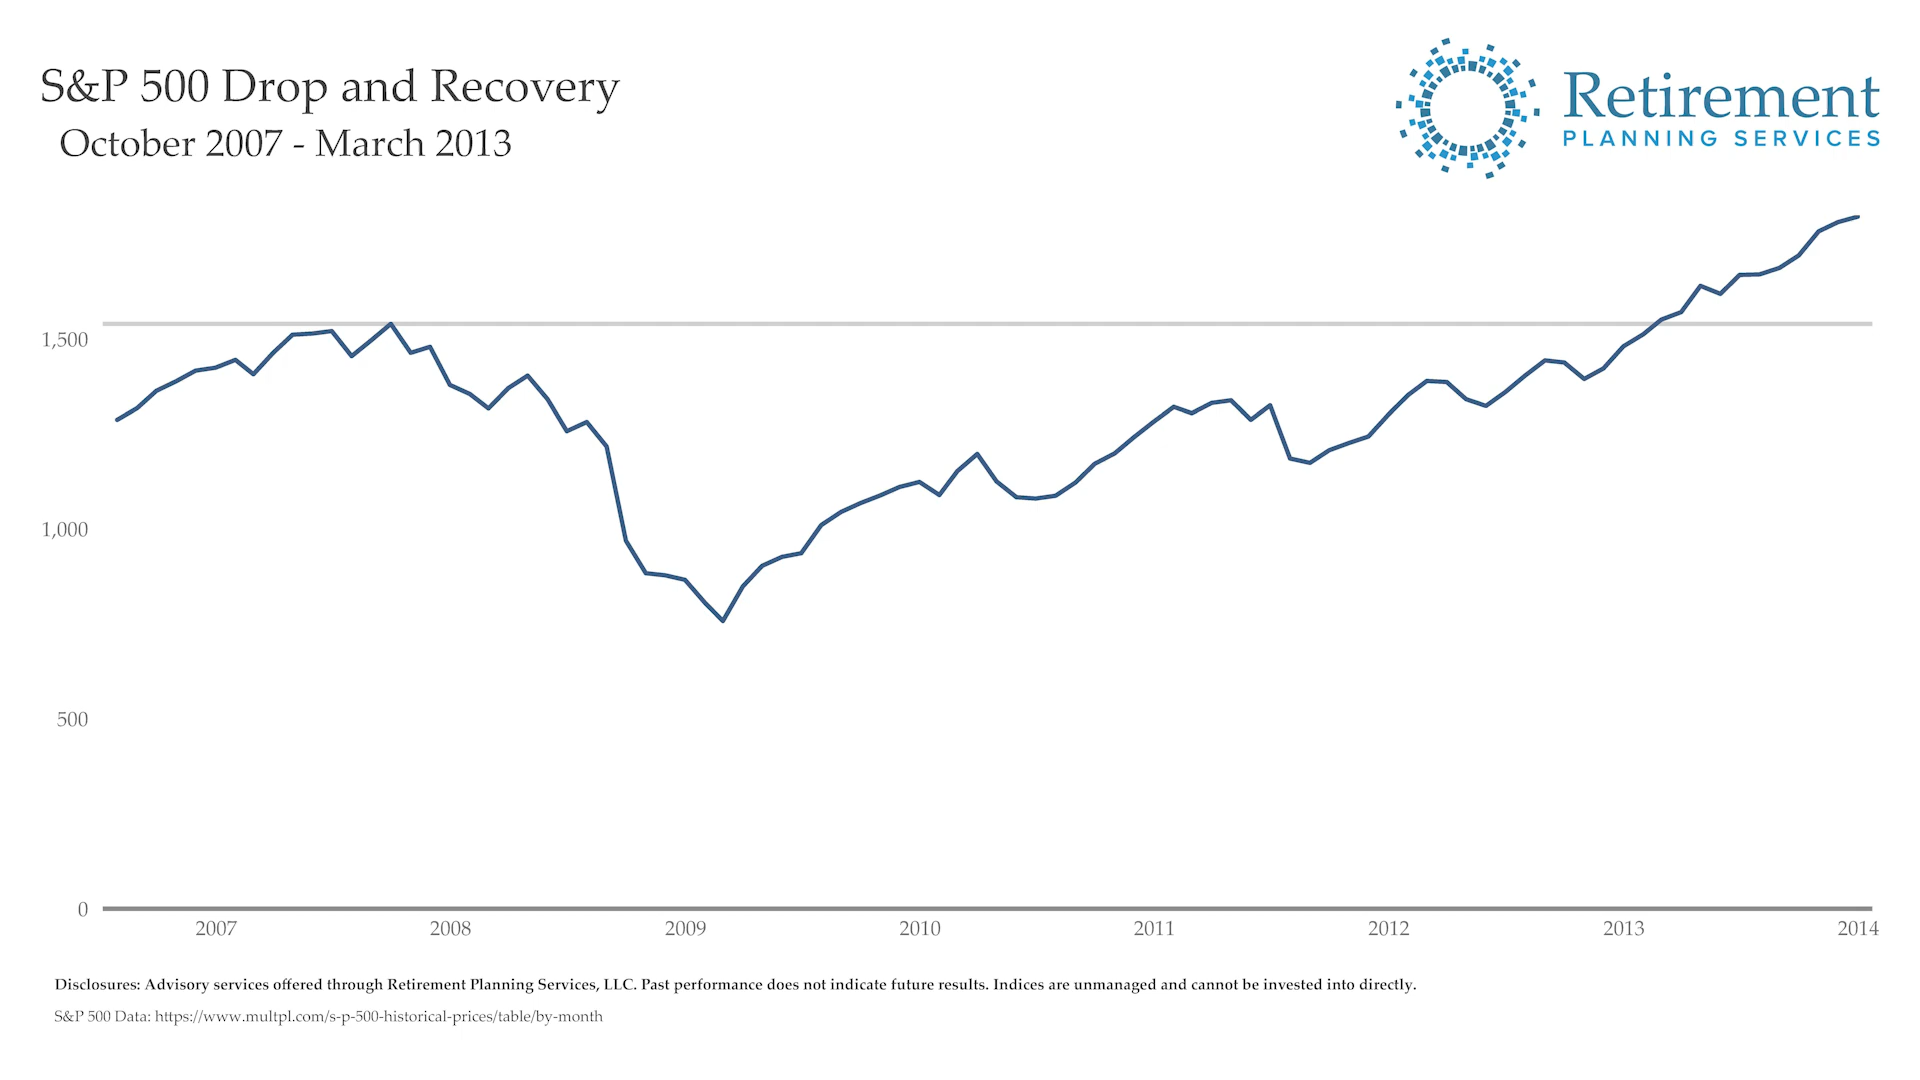 S&P 500 Drop and Recovery
October 2007 - March 2013
Retirement
PLANNING SERVICES
1,500
1,000
500
0
2007 2008 2009 2010 2011 2012 2013 2014
Disclosures: Advisory services offered through Retirement Planning Services, LLC. Past performance does not indicate future results. Indices are unmanaged and cannot be invested into directly.
S&P 500 Data: https://www.multpl.com/s-p-500-historical-prices/table/by-month